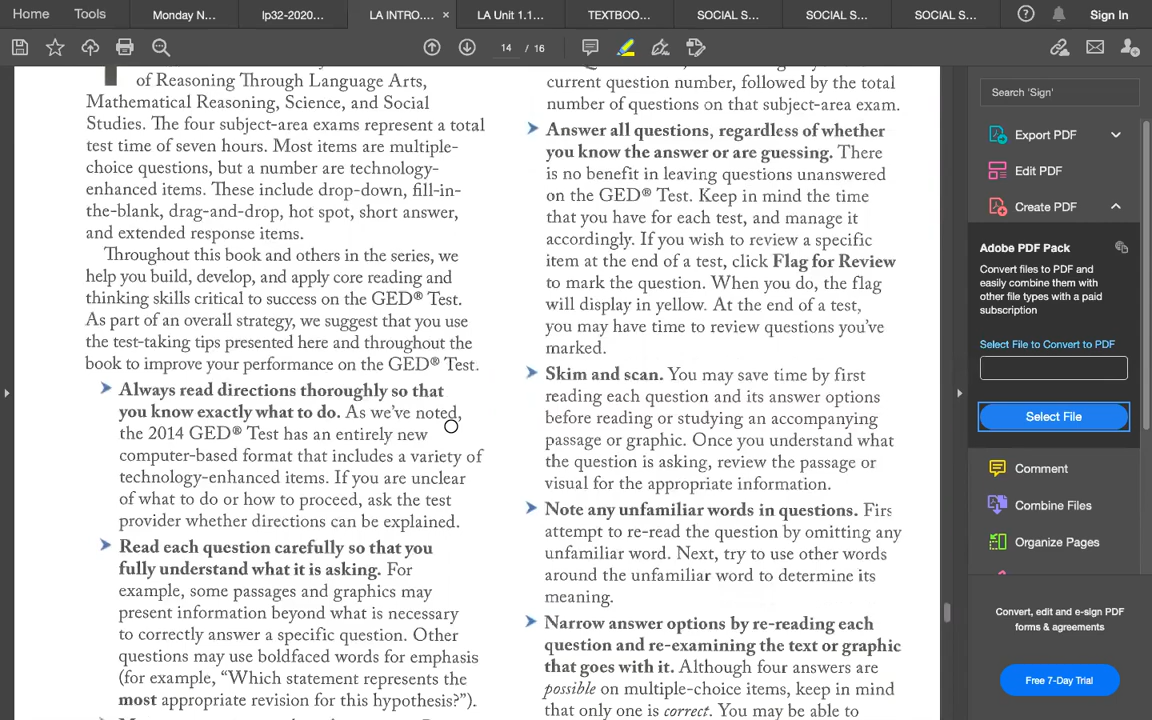 Home
Tools
Monday N...
lp32-2020...
LA INTRO....
×
LA Unit 1.1...
TEXTBOO...
SOCIAL S...
SOCIAL S...
SOCIAL S...
Sign In
14 / 16
of Reasoning Through Language Arts,
Mathematical Reasoning, Science, and Social
Studies. The four subject-area exams represent a total
test time of seven hours. Most items are multiple-
choice questions, but a number are technology-
enhanced items. These include drop-down, fill-in-
the-blank, drag-and-drop, hot spot, short answer,
and extended response items.
Throughout this book and others in the series, we
help you build, develop, and apply core reading and
thinking skills critical to success on the GED® Test.
As part of an overall strategy, we suggest that you use
the test-taking tips presented here and throughout the
book to improve your performance on the GED® Test.
Always read directions thoroughly so that
you know exactly what to do. As we've noted,
the 2014 GED® Test has an entirely new
computer-based format that includes a variety of
technology-enhanced items. If you are unclear
of what to do or how to proceed, ask the test
provider whether directions can be explained.
Read each question carefully so that you
fully understand what it is asking. For
example, some passages and graphics may
present information beyond what is necessary
to correctly answer a specific question. Other
questions may use boldfaced words for emphasis
(for example, “Which statement represents the
most appropriate revision for this hypothesis?”).
current question number, followed by the total
number of questions on that subject-area exam.
Answer all questions, regardless of whether
you know the answer or are guessing. There
is no benefit in leaving questions unanswered
on the GED® Test. Keep in mind the time
that you have for each test, and manage it
accordingly. If you wish to review a specific
item at the end of a test, click Flag for Review
to mark the question. When you do, the flag
will display in yellow. At the end of a test,
you may have time to review questions you've
marked.
Skim and scan. You may save time by first
reading each question and its answer options
before reading or studying an accompanying
passage or graphic. Once you understand what
the question is asking, review the passage or
visual for the appropriate information.
Note any unfamiliar words in questions. Firs
attempt to re-read the question by omitting any
unfamiliar word. Next, try to use other words
around the unfamiliar word to determine its
meaning.
Narrow answer options by re-reading each
question and re-examining the text or graphic
that goes with it. Although four answers are
possible on multiple-choice items, keep in mind
that only one is correct. You may be able to
Search 'Sign'
Export PDF
Edit PDF
Create PDF
Adobe PDF Pack
Convert files to PDF and
easily combine them with
other file types with a paid
subscription
Select File to Convert to PDF
Select File
Comment
Combine Files
Organize Pages
Convert, edit and e-sign PDF
forms & agreements
Free 7-Day Trial